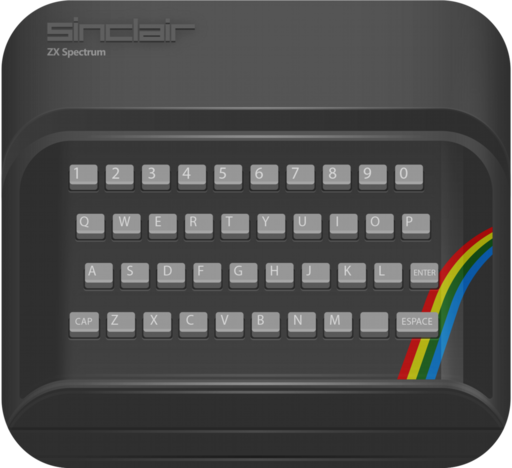 sinclair
ZX Spectrum
1 2 3 4 5 6 7 8 9 0
Q W E R T Y U I O P
A S D F G H J K L ENTER
CAP Z X C V B N M ESPACE